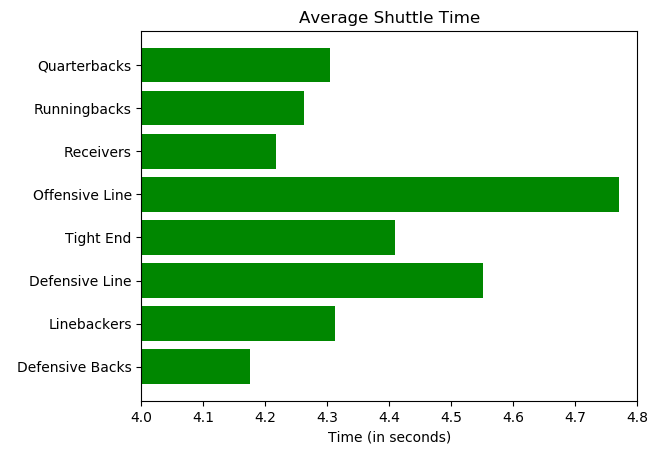 Average Shuttle Time
Quarterbacks
Runningbacks
Receivers
Offensive Line
Tight End
Defensive Line
Linebackers
Defensive Backs
4.0 4.1 4.2 4.3 4.4 4.5 4.6 4.7 4.8
Time (in seconds)